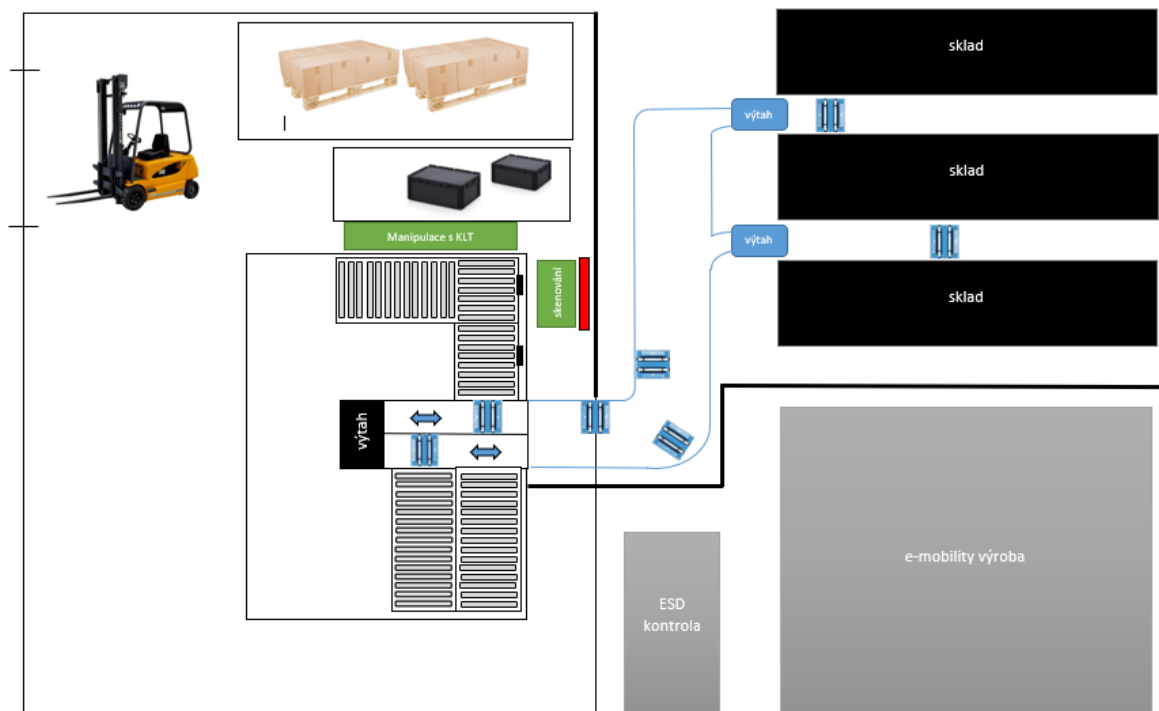 sklad
výtah
sklad
Manipulace s KLT
výtah
skenování
sklad
výtah
e-mobility výroba
ESD
kontrola